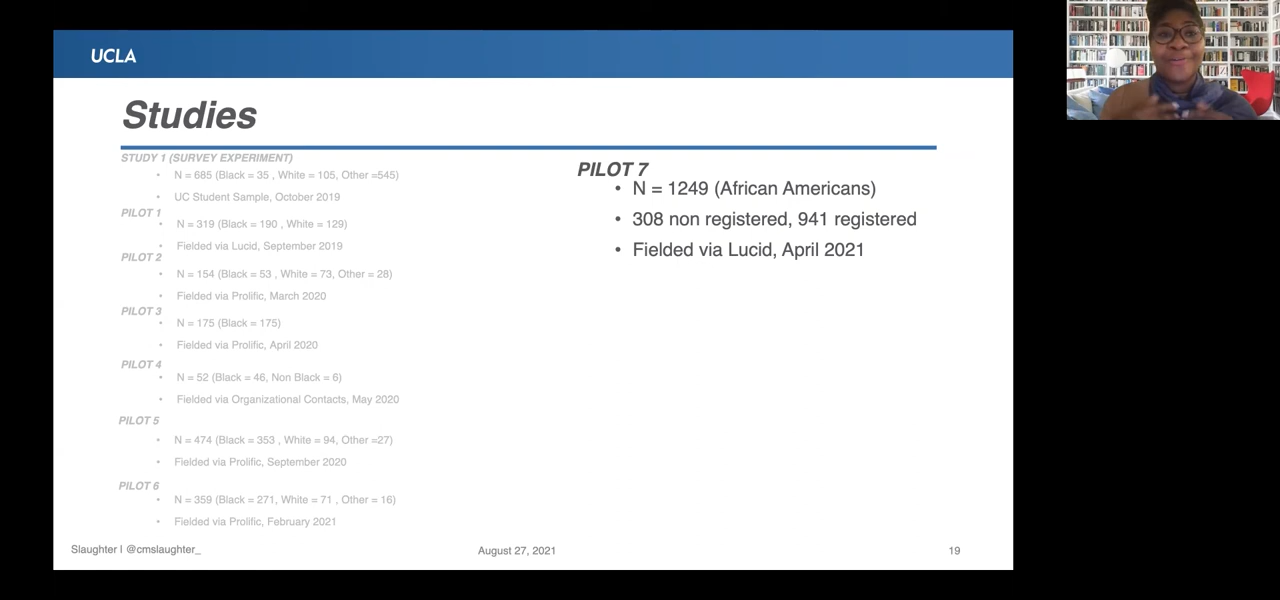 UCLA
Studies
STUDY 1 (SURVEY EXPERIMENT)
• N = 685 (Black = 35 , White = 105, Other =545)
• UC Student Sample, October 2019
PILOT 1
• N = 319 (Black = 190 , White = 129)
• Fielded via Lucid, September 2019
PILOT 2
• N = 154 (Black = 53 , White = 73, Other = 28)
• Fielded via Prolific, March 2020
PILOT 3
• N = 175 (Black = 175)
• Fielded via Prolific, April 2020
PILOT 4
• N = 52 (Black = 46, Non Black = 6)
• Fielded via Organizational Contacts, May 2020
PILOT 5
• N = 474 (Black = 353 , White = 94, Other =27)
• Fielded via Prolific, September 2020
PILOT 6
• N = 359 (Black = 271, White = 71 , Other = 16)
• Fielded via Prolific, February 2021
PILOT 7
• N = 1249 (African Americans)
• 308 non registered, 941 registered
• Fielded via Lucid, April 2021
Slaughter | @cmslaughter_
August 27, 2021
19